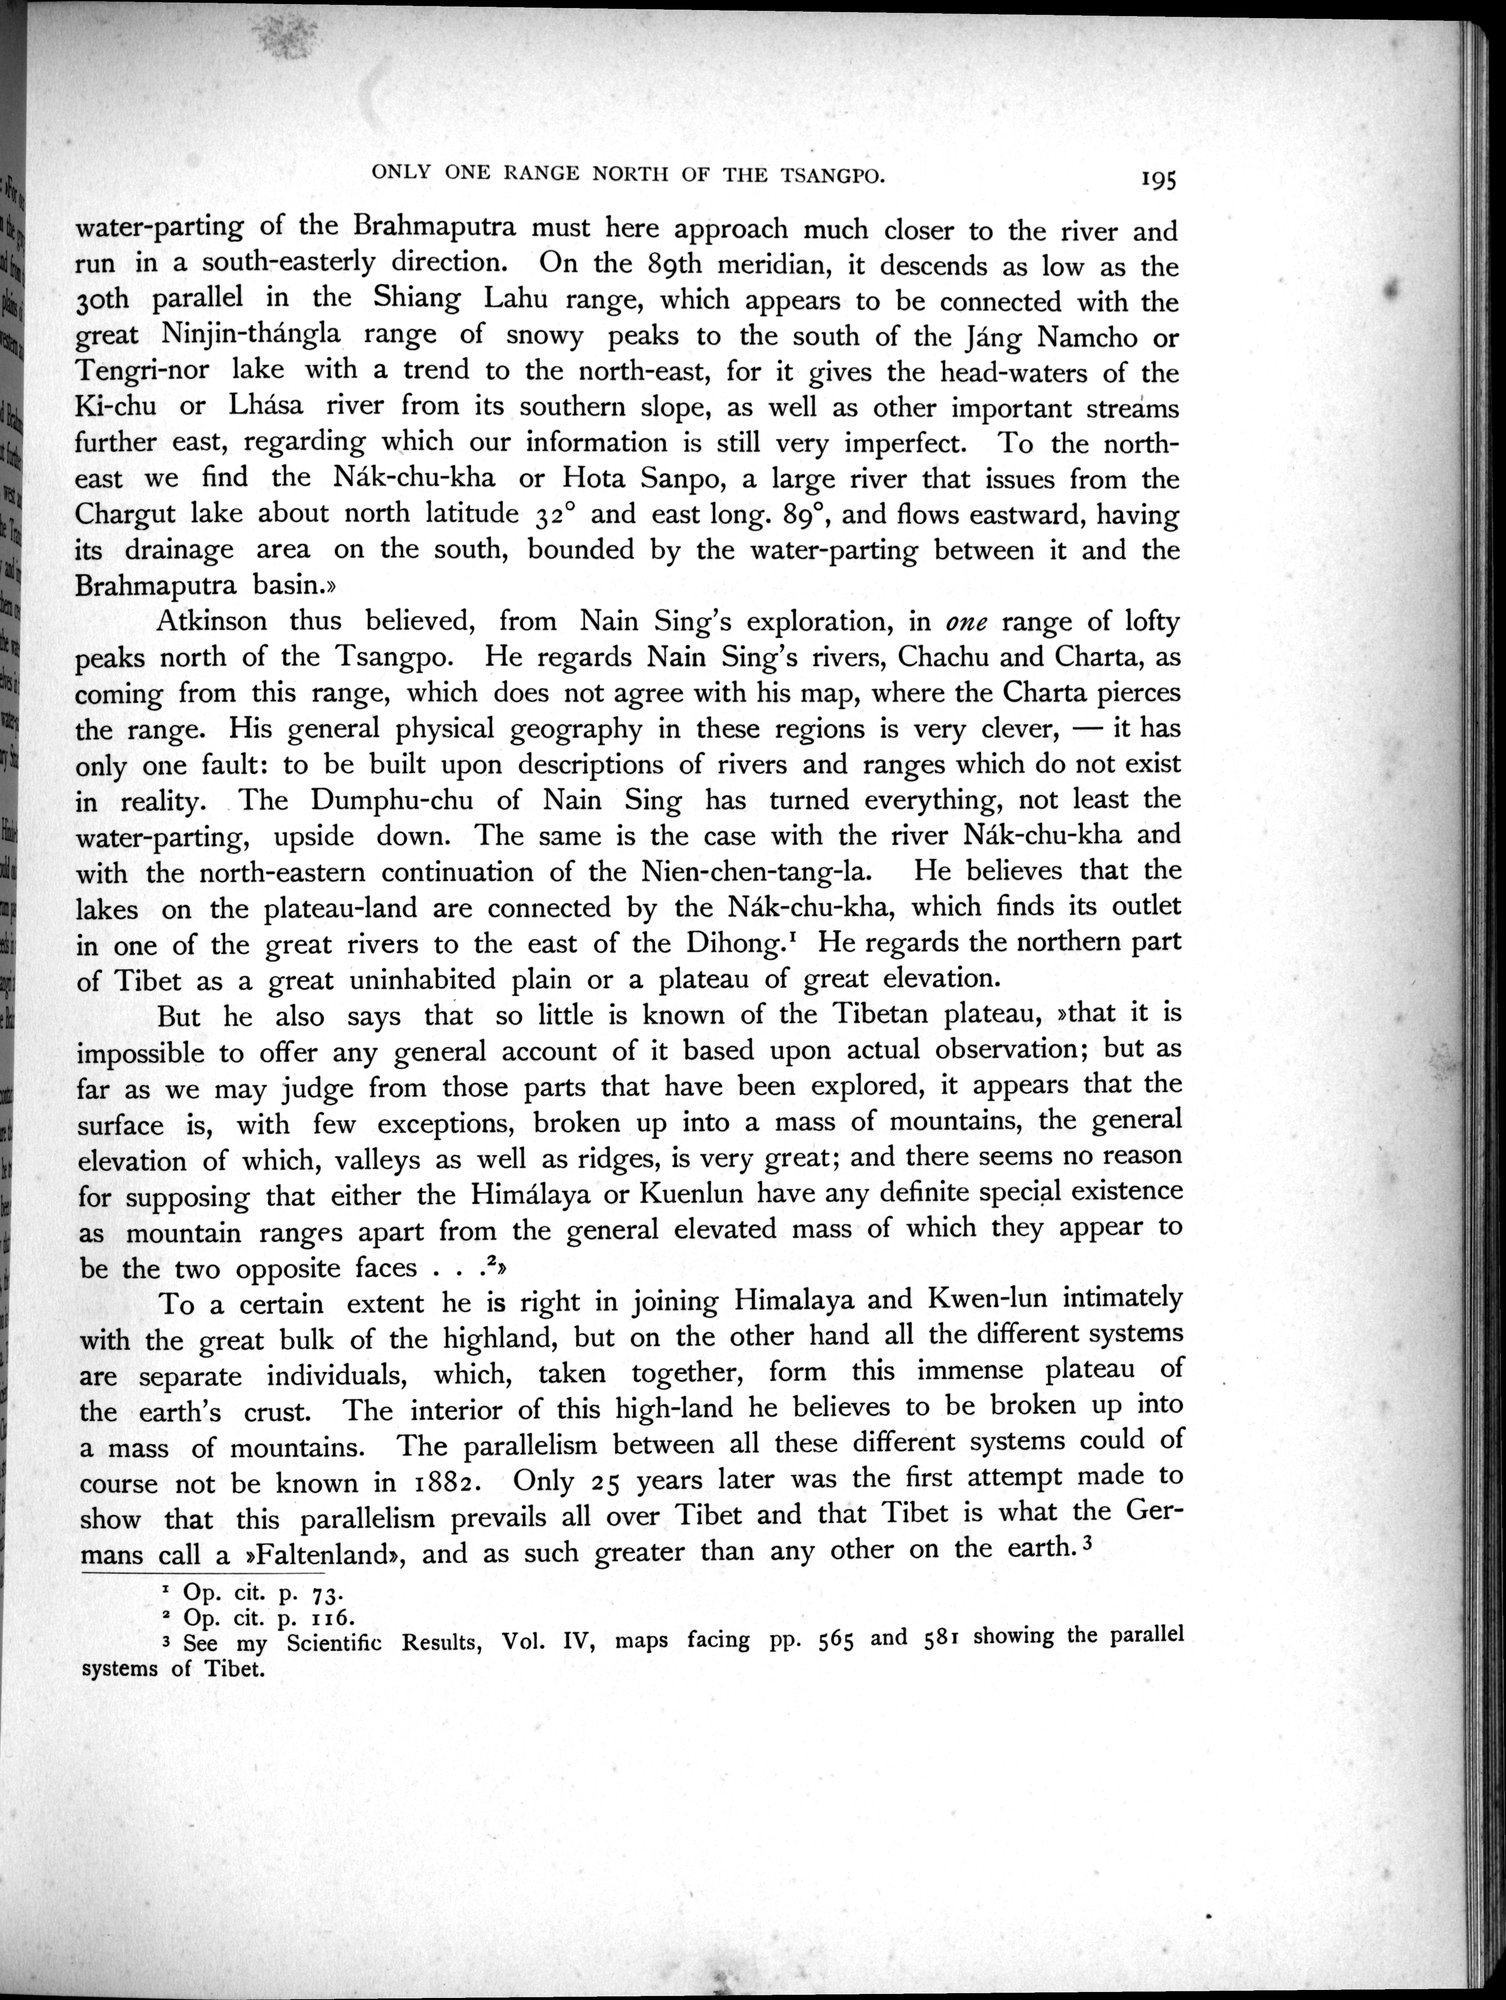 ONLY ONE RANGE NORTH OF THE TSANGPO. 195
water-parting of the Brahmaputra must here approach much closer to the river and
run in a south-easterly direction. On the 89th meridian, it descends as low as the
30th parallel in the Shiang Lahu range, which appears to be connected with the
great Ninjin-thángla range of snowy peaks to the south of the Jáng Namcho or
Tengri-nor lake with a trend to the north-east, for it gives the head-waters of the
Ki-chu or Lhása river from its southern slope, as well as other important streams
further east, regarding which our information is still very imperfect. To the north-
east we find the Nák-chu-kha or Hota Sanpo, a large river that issues from the
Chargut lake about north latitude 32° and east long. 89°, and flows eastward, having
its drainage area on the south, bounded by the water-parting between it and the
Brahmaputra basin.»
Atkinson thus believed, from Nain Sing's exploration, in one range of lofty
peaks north of the Tsangpo. He regards Nain Sing's rivers, Chachu and Charta, as
coming from this range, which does not agree with his map, where the Charta pierces
the range. His general physical geography in these regions is very clever, — it has
only one fault: to be built upon descriptions of rivers and ranges which do not exist
in reality. The Dumphu-chu of Nain Sing has turned everything, not least the
water-parting, upside down. The same is the case with the river Nák-chu-kha and
with the north-eastern continuation of the Nien-chen-tang-la. He believes that the
lakes on the plateau-land are connected by the Nák-chu-kha, which finds its outlet
in one of the great rivers to the east of the Dihong.¹ He regards the northern part
of Tibet as a great uninhabited plain or a plateau of great elevation.
But he also says that so little is known of the Tibetan plateau, »that it is
impossible to offer any general account of it based upon actual observation; but as
far as we may judge from those parts that have been explored, it appears that the
surface is, with few exceptions, broken up into a mass of mountains, the general
elevation of which, valleys as well as ridges, is very great; and there seems no reason
for supposing that either the Himálaya or Kuenlun have any definite special existence
as mountain ranges apart from the general elevated mass of which they appear to
be the two opposite faces . . .²»
To a certain extent he is right in joining Himalaya and Kwen-lun intimately
with the great bulk of the highland, but on the other hand all the different systems
are separate individuals, which, taken together, form this immense plateau of
the earth's crust. The interior of this high-land he believes to be broken up into
a mass of mountains. The parallelism between all these different systems could of
course not be known in 1882. Only 25 years later was the first attempt made to
show that this parallelism prevails all over Tibet and that Tibet is what the Ger-
mans call a »Faltenland», and as such greater than any other on the earth.³
¹ Op. cit. p. 73.
² Op. cit. p. 116.
³ See my Scientific Results, Vol. IV, maps facing pp. 565 and 581 showing the parallel
systems of Tibet.